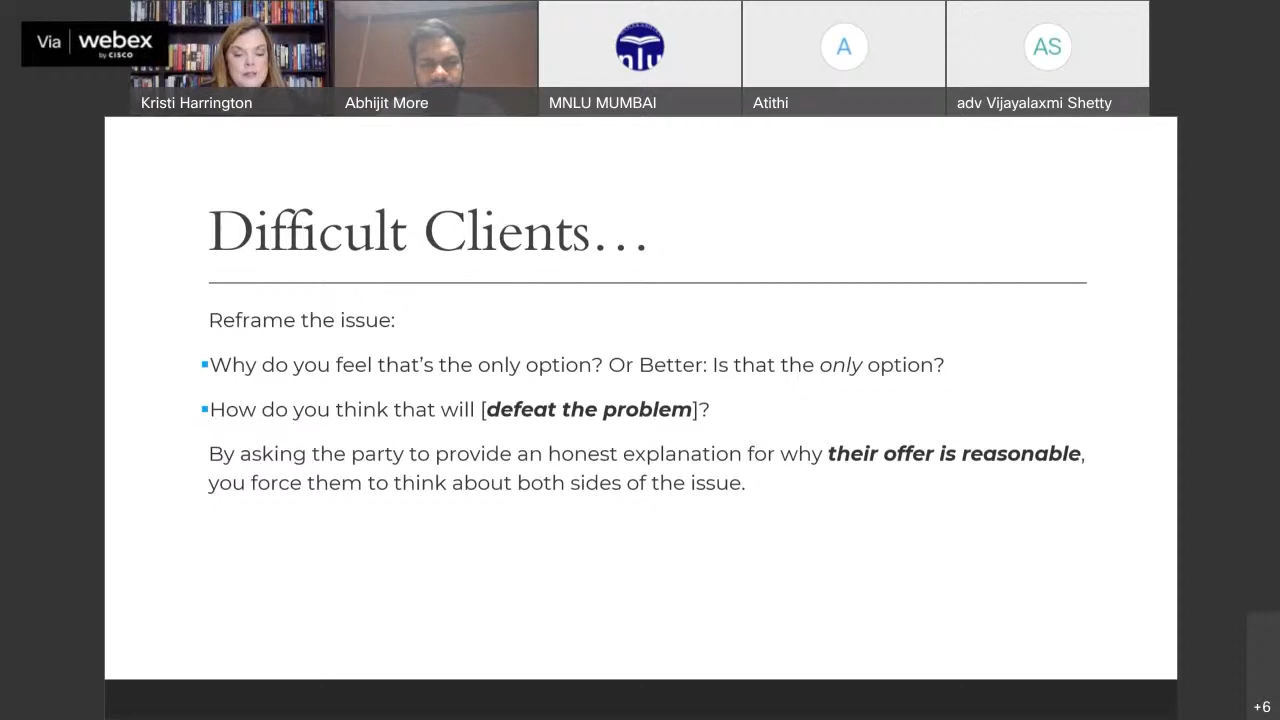 Via webex
by CISCO
nlu
A
AS
Kristi Harrington
Abhijit More
MNLU MUMBAI
Atithi
adv Vijayalaxmi Shetty
Difficult Clients…
Reframe the issue:
▪Why do you feel that’s the only option? Or Better: Is that the only option?
▪How do you think that will [defeat the problem]?
By asking the party to provide an honest explanation for why their offer is reasonable,
you force them to think about both sides of the issue.
+6